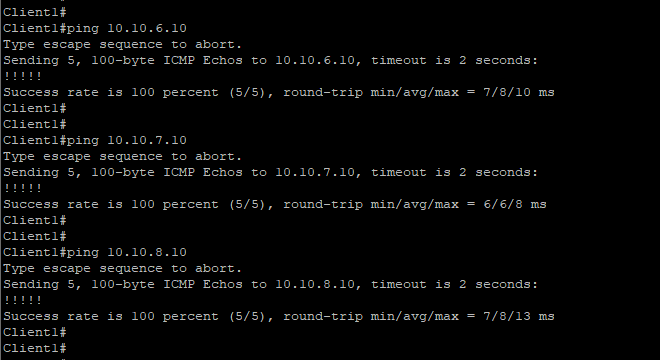 Client1#
Client1#ping 10.10.6.10
Type escape sequence to abort.
Sending 5, 100-byte ICMP Echos to 10.10.6.10, timeout is 2 seconds:
!!!!!
Success rate is 100 percent (5/5), round-trip min/avg/max = 7/8/10 ms
Client1#
Client1#
Client1#ping 10.10.7.10
Type escape sequence to abort.
Sending 5, 100-byte ICMP Echos to 10.10.7.10, timeout is 2 seconds:
!!!!!
Success rate is 100 percent (5/5), round-trip min/avg/max = 6/6/8 ms
Client1#
Client1#
Client1#ping 10.10.8.10
Type escape sequence to abort.
Sending 5, 100-byte ICMP Echos to 10.10.8.10, timeout is 2 seconds:
!!!!!
Success rate is 100 percent (5/5), round-trip min/avg/max = 7/8/13 ms
Client1#
Client1#